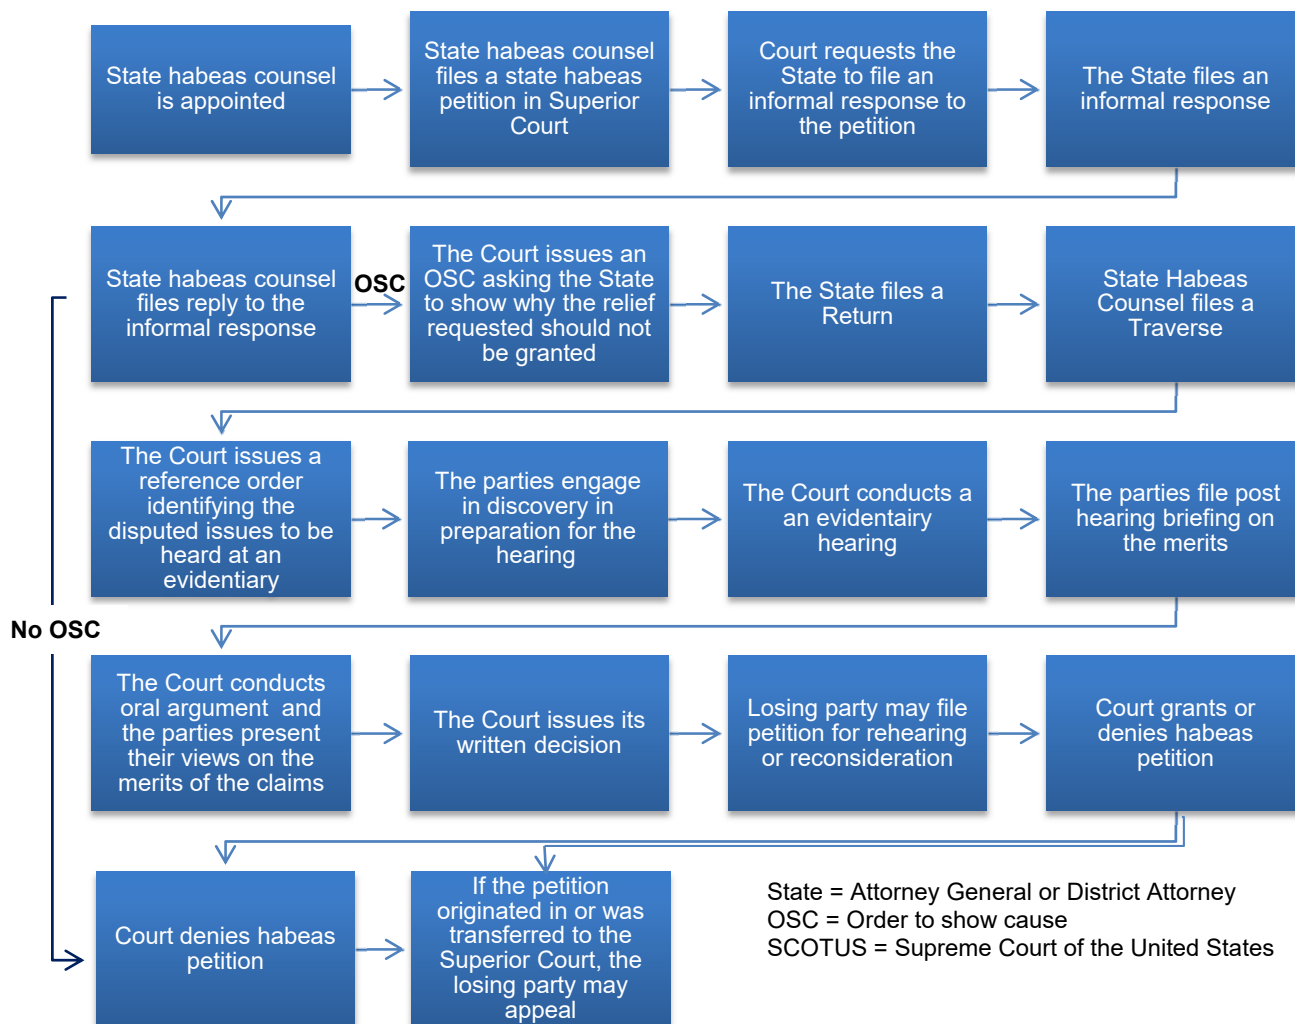 State habeas counsel
is appointed
State habeas counsel
files a state habeas
petition in Superior
Court
Court requests the
State to file an
informal response to
the petition
The State files an
informal response
State habeas counsel
files reply to the
informal response
OSC
The Court issues an
OSC asking the State
to show why the relief
requested should not
be granted
The State files a
Return
State Habeas
Counsel files a
Traverse
The Court issues a
reference order
identifying the
disputed issues to be
heard at an
evidentiary
The parties engage
in discovery in
preparation for the
hearing
The Court conducts a
an evidentairy
hearing
The parties file post
hearing briefing on
the merits
No OSC
The Court conducts
oral argument and
the parties present
their views on the
merits of the claims
The Court issues its
written decision
Losing party may file
petition for rehearing
or reconsideration
Court grants or
denies habeas
petition
Court denies habeas
petition
If the petition
originated in or was
transferred to the
Superior Court, the
losing party may
appeal
State = Attorney General or District Attorney
OSC = Order to show cause
SCOTUS = Supreme Court of the United States